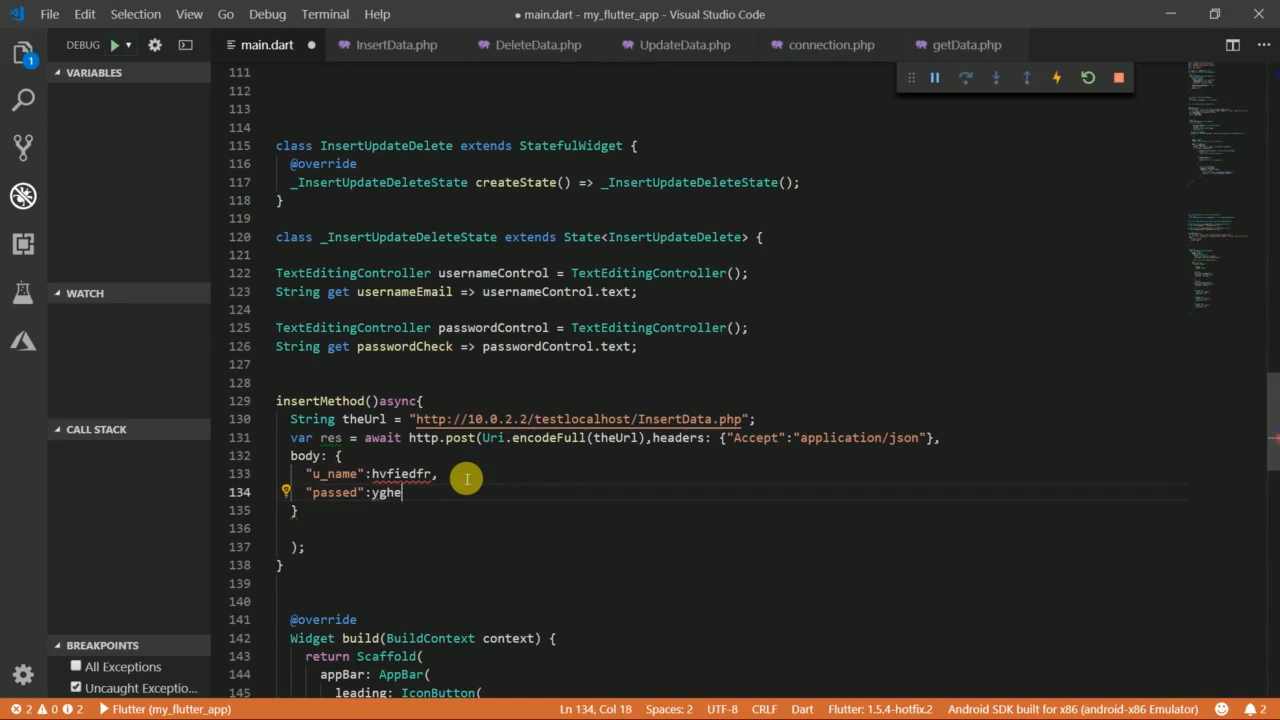 File Edit Selection View Go Debug Terminal Help
● main.dart - my_flutter_app - Visual Studio Code
DEBUG
main.dart InsertData.php DeleteData.php UpdateData.php connection.php getData.php
1
VARIABLES
WATCH
CALL STACK
BREAKPOINTS
All Exceptions
Uncaught Exceptio...
111
112
113
114
115 class InsertUpdateDelete extends StatefulWidget {
116 @override
117 _InsertUpdateDeleteState createState() => _InsertUpdateDeleteState();
118 }
119
120 class _InsertUpdateDeleteState extends State<InsertUpdateDelete> {
121
122 TextEditingController usernameControl = TextEditingController();
123 String get usernameEmail => usernameControl.text;
124
125 TextEditingController passwordControl = TextEditingController();
126 String get passwordCheck => passwordControl.text;
127
128
129 insertMethod()async{
130 String theUrl = "http://10.0.2.2/testlocalhost/InsertData.php";
131 var res = await http.post(Uri.encodeFull(theUrl),headers: {"Accept":"application/json"},
132 body: {
133 "u_name":hvfiedfr,
134 "passed":yghe
135 }
136
137 );
138 }
139
140
141 @override
142 Widget build(BuildContext context) {
143 return Scaffold(
144 appBar: AppBar(
145 leading: IconButton(
2 0 2 Flutter (my_flutter_app) Ln 134, Col 18 Spaces: 2 UTF-8 CRLF Dart Flutter: 1.5.4-hotfix.2 Android SDK built for x86 (android-x86 Emulator) 2